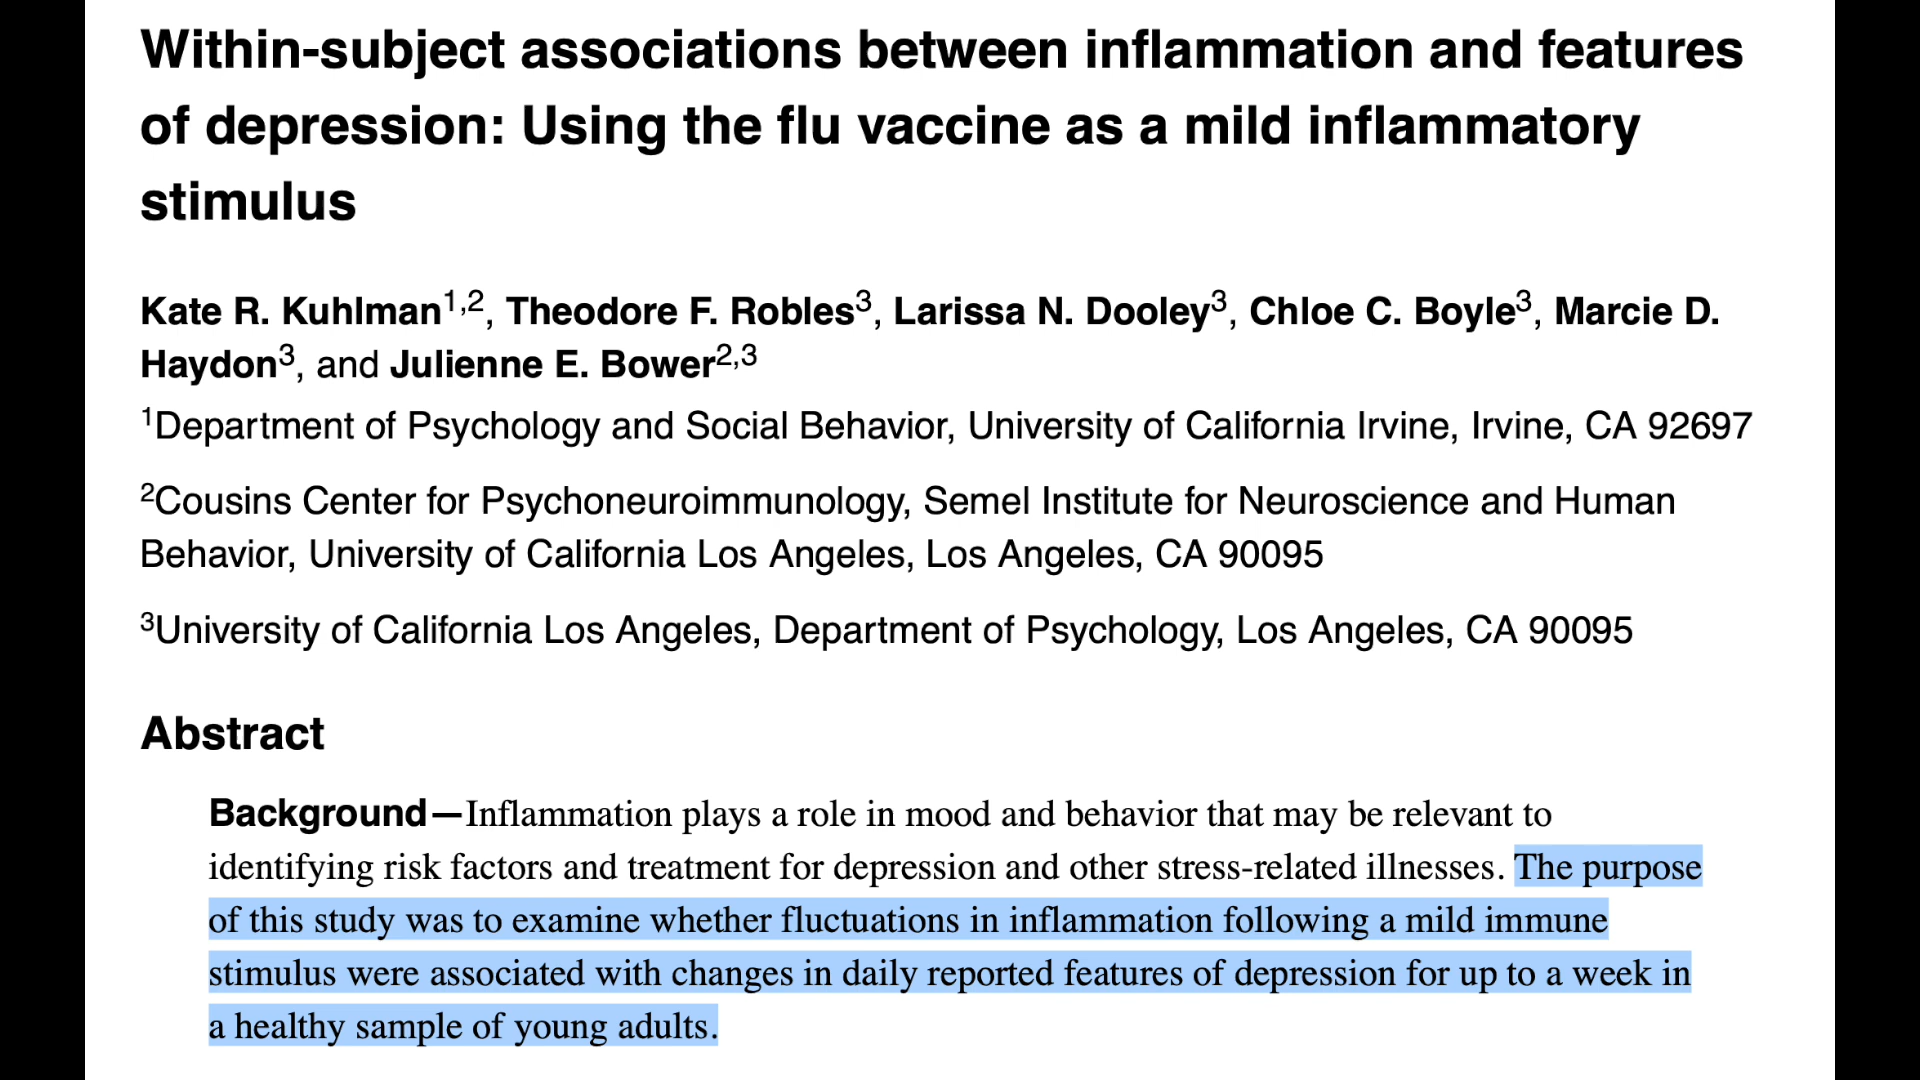 Within-subject associations between inflammation and features
of depression: Using the flu vaccine as a mild inflammatory
stimulus
Kate R. Kuhlman1,2, Theodore F. Robles3, Larissa N. Dooley3, Chloe C. Boyle3, Marcie D.
Haydon3, and Julienne E. Bower2,3
1Department of Psychology and Social Behavior, University of California Irvine, Irvine, CA 92697
2Cousins Center for Psychoneuroimmunology, Semel Institute for Neuroscience and Human
Behavior, University of California Los Angeles, Los Angeles, CA 90095
3University of California Los Angeles, Department of Psychology, Los Angeles, CA 90095
Abstract
Background—Inflammation plays a role in mood and behavior that may be relevant to
identifying risk factors and treatment for depression and other stress-related illnesses. The purpose
of this study was to examine whether fluctuations in inflammation following a mild immune
stimulus were associated with changes in daily reported features of depression for up to a week in
a healthy sample of young adults.